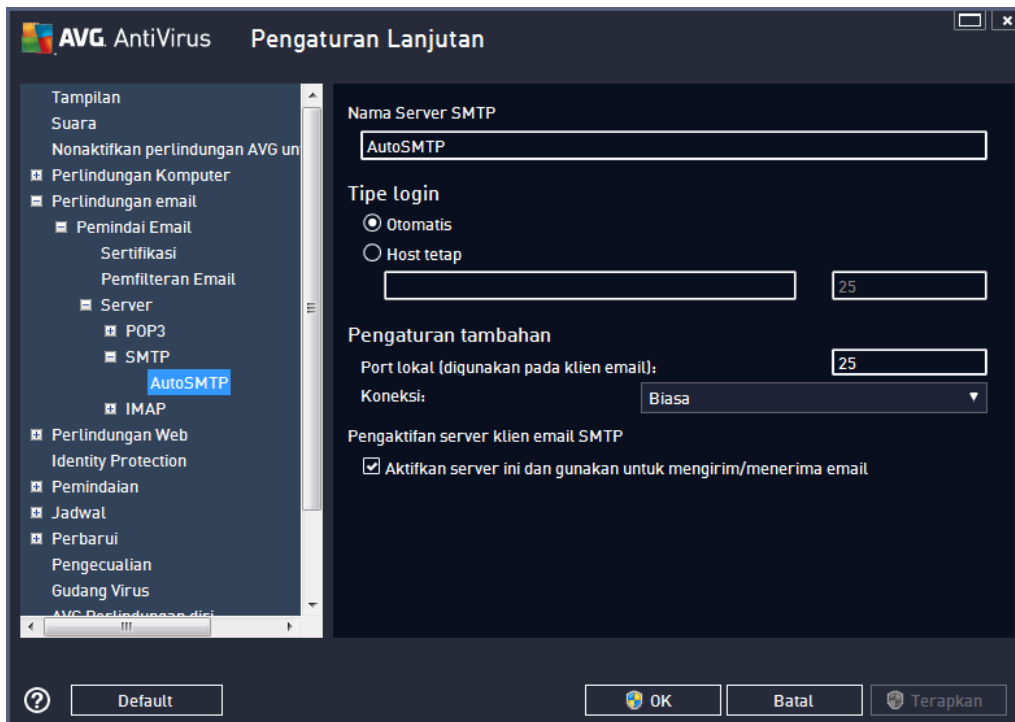 AVG AntiVirus Pengaturan Lanjutan
Tampilan
Suara
Nonaktifkan perlindungan AVG un
Perlindungan Komputer
Perlindungan email
Pemindai Email
Sertifikasi
Pemfilteran Email
Server
POP3
SMTP
AutoSMTP
IMAP
Perlindungan Web
Identity Protection
Pemindaian
Jadwal
Perbarui
Pengecualian
Gudang Virus
AVG Perlindungan diri
Nama Server SMTP
AutoSMTP
Tipe login
Otomatis
Host tetap
25
Pengaturan tambahan
Port lokal (digunakan pada klien email): 25
Koneksi: Biasa
Pengaktifan server klien email SMTP
Aktifkan server ini dan gunakan untuk mengirim/menerima email
? Default OK Batal Terapkan